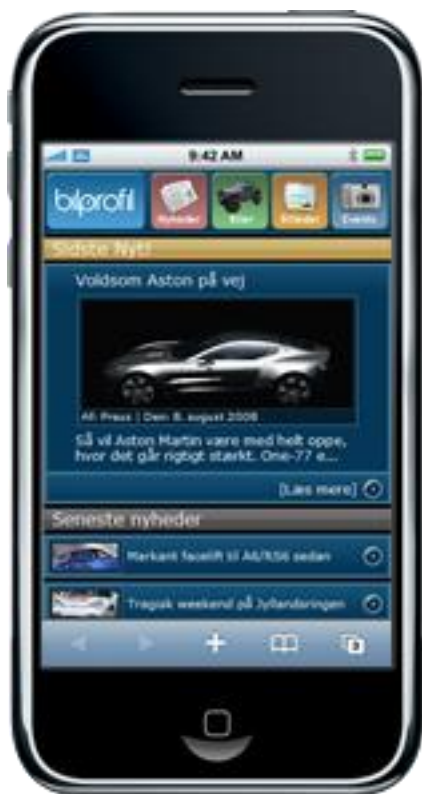 9:42 AM
bilprofil
Nyheder
Biler
Billeder
Events
Sidste Nyt!
Voldsom Aston på vej
Af: Preus | Den: 8. august 2008
Så vil Aston Martin være med helt oppe,
hvor det går rigtigt stærkt. One-77 e...
[Læs mere]
Seneste nyheder
Markant facelift til A6/RS6 sedan
Tragisk weekend på Jyllandsringen